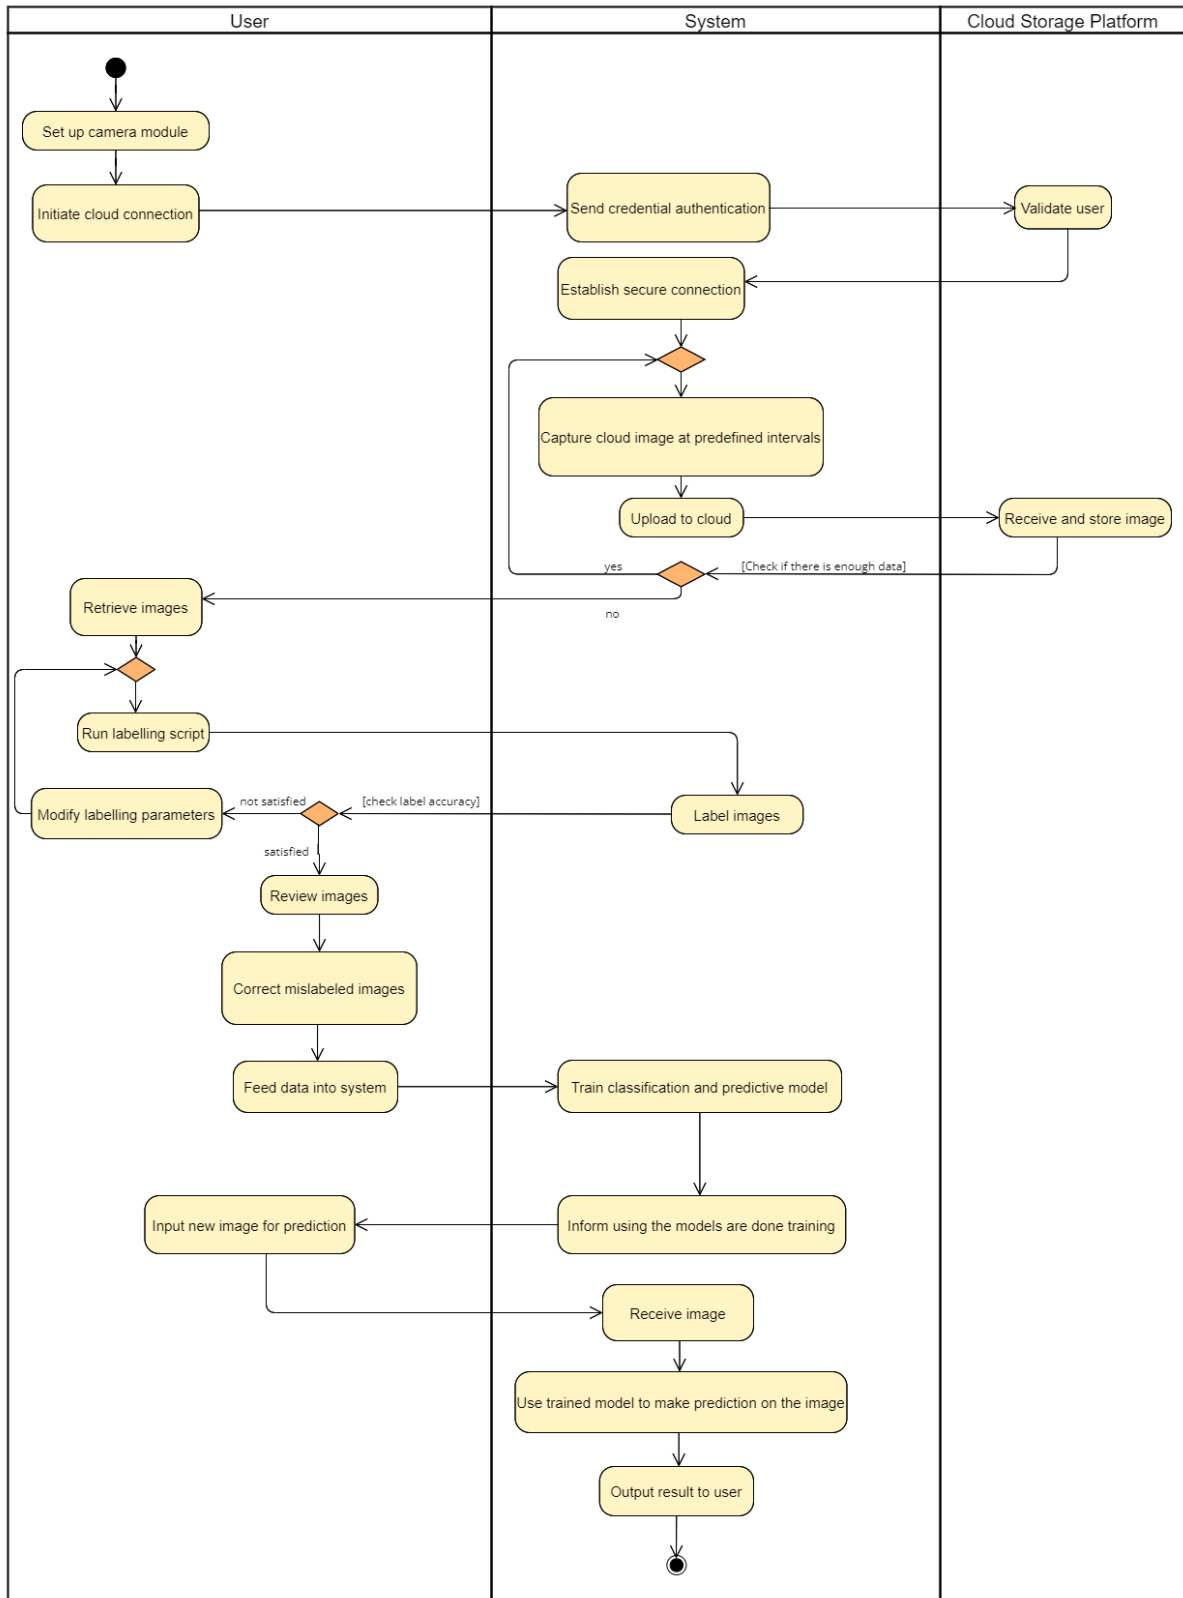 User
System
Cloud Storage Platform
Set up camera module
Initiate cloud connection
Send credential authentication
Validate user
Establish secure connection
Capture cloud image at predefined intervals
Upload to cloud
Receive and store image
yes
[Check if there is enough data]
no
Retrieve images
Run labelling script
Modify labelling parameters
not satisfied
[check label accuracy]
Label images
satisfied
Review images
Correct mislabeled images
Feed data into system
Train classification and predictive model
Input new image for prediction
Inform using the models are done training
Receive image
Use trained model to make prediction on the image
Output result to user